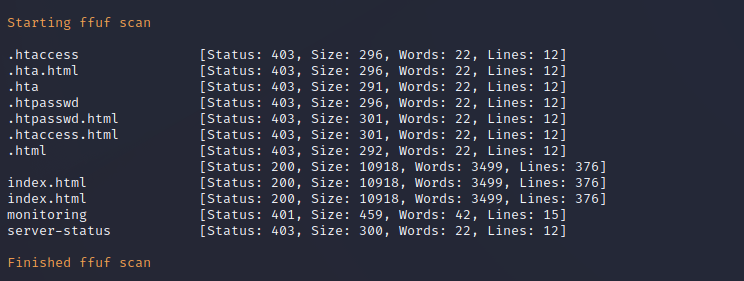 Starting ffuf scan
.htaccess [Status: 403, Size: 296, Words: 22, Lines: 12]
.hta.html [Status: 403, Size: 296, Words: 22, Lines: 12]
.hta [Status: 403, Size: 291, Words: 22, Lines: 12]
.htpasswd [Status: 403, Size: 296, Words: 22, Lines: 12]
.htpasswd.html [Status: 403, Size: 301, Words: 22, Lines: 12]
.htaccess.html [Status: 403, Size: 301, Words: 22, Lines: 12]
.html [Status: 403, Size: 292, Words: 22, Lines: 12]
[Status: 200, Size: 10918, Words: 3499, Lines: 376]
index.html [Status: 200, Size: 10918, Words: 3499, Lines: 376]
index.html [Status: 200, Size: 10918, Words: 3499, Lines: 376]
monitoring [Status: 401, Size: 459, Words: 42, Lines: 15]
server-status [Status: 403, Size: 300, Words: 22, Lines: 12]
Finished ffuf scan